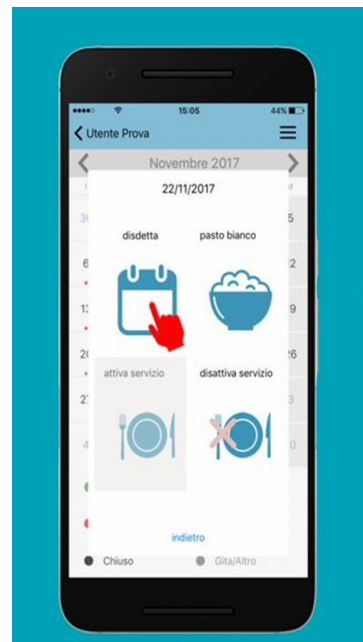 15:05 44%
Utente Prova
Novembre 2017
22/11/2017
disdetta pasto bianco
attiva servizio disattiva servizio
indietro
Chiuso Gita/Altro